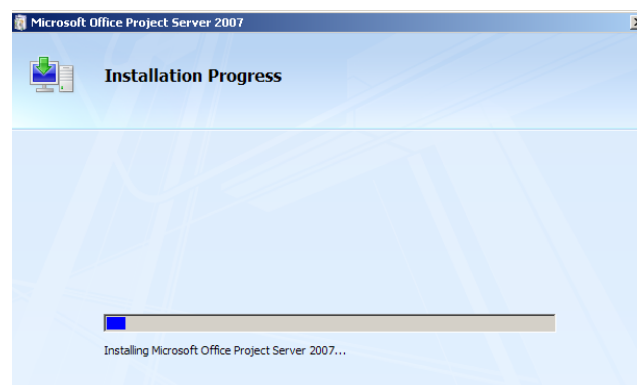 Microsoft Office Project Server 2007
Installation Progress
Installing Microsoft Office Project Server 2007...